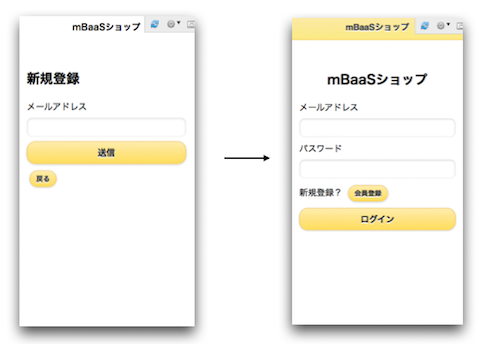 mBaaSショップ
新規登録
メールアドレス
送信
戻る
mBaaSショップ
mBaaSショップ
メールアドレス
パスワード
新規登録？ 会員登録
ログイン